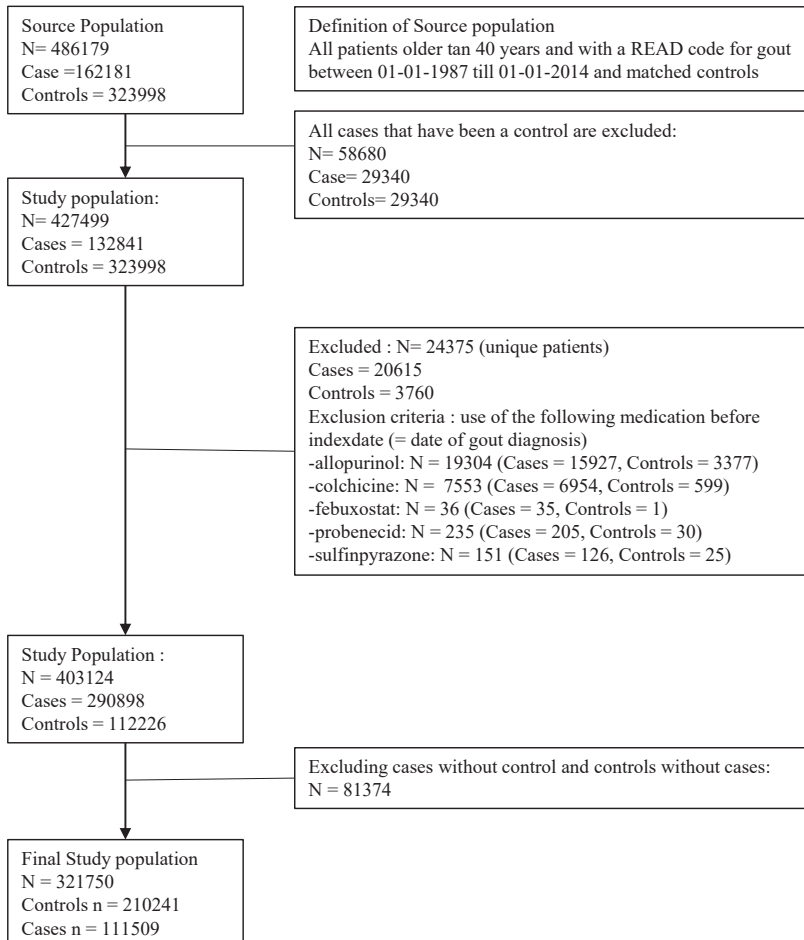 Source Population
N= 486179
Case =162181
Controls = 323998
Definition of Source population
All patients older tan 40 years and with a READ code for gout
between 01-01-1987 till 01-01-2014 and matched controls
All cases that have been a control are excluded:
N= 58680
Case= 29340
Controls= 29340
Study population:
N= 427499
Cases = 132841
Controls = 323998
Excluded : N= 24375 (unique patients)
Cases = 20615
Controls = 3760
Exclusion criteria : use of the following medication before
indexdate (= date of gout diagnosis)
-allopurinol: N = 19304 (Cases = 15927, Controls = 3377)
-colchicine: N = 7553 (Cases = 6954, Controls = 599)
-febuxostat: N = 36 (Cases = 35, Controls = 1)
-probenecid: N = 235 (Cases = 205, Controls = 30)
-sulfinpyrazone: N = 151 (Cases = 126, Controls = 25)
Study Population :
N = 403124
Cases = 290898
Controls = 112226
Excluding cases without control and controls without cases:
N = 81374
Final Study population
N = 321750
Controls n = 210241
Cases n = 111509